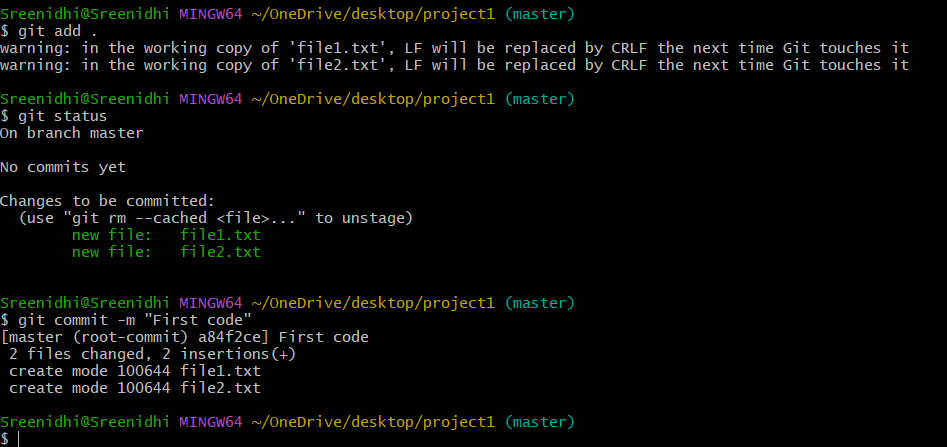 Sreenidhi@Sreenidhi MINGW64 ~/OneDrive/desktop/project1 (master)
$ git add .
warning: in the working copy of 'file1.txt', LF will be replaced by CRLF the next time Git touches it
warning: in the working copy of 'file2.txt', LF will be replaced by CRLF the next time Git touches it

Sreenidhi@Sreenidhi MINGW64 ~/OneDrive/desktop/project1 (master)
$ git status
On branch master

No commits yet

Changes to be committed:
  (use "git rm --cached <file>..." to unstage)
        new file:   file1.txt
        new file:   file2.txt


Sreenidhi@Sreenidhi MINGW64 ~/OneDrive/desktop/project1 (master)
$ git commit -m "First code"
[master (root-commit) a84f2ce] First code
 2 files changed, 2 insertions(+)
 create mode 100644 file1.txt
 create mode 100644 file2.txt

Sreenidhi@Sreenidhi MINGW64 ~/OneDrive/desktop/project1 (master)
$